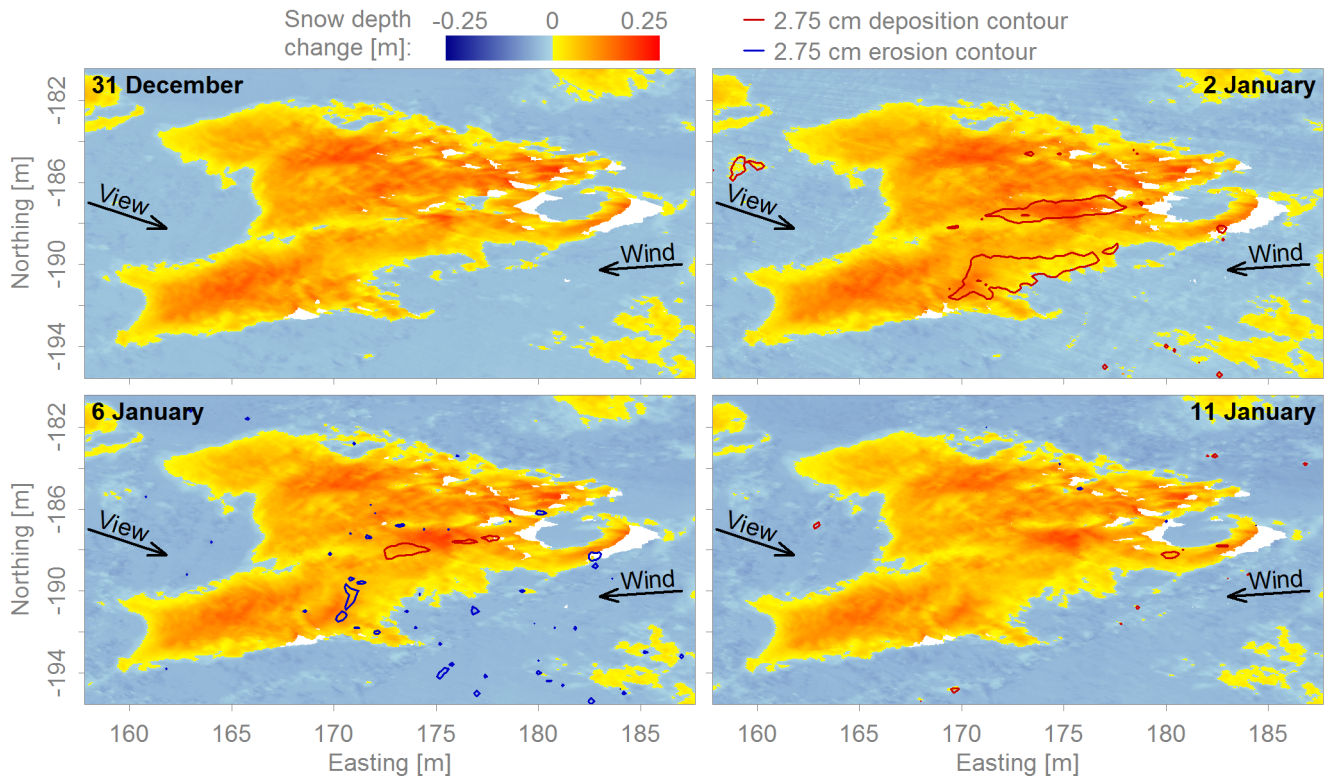 Snow depth change [m]: -0.25 0 0.25
2.75 cm deposition contour
2.75 cm erosion contour
31 December
2 January
Northing [m]
-182
-186
-190
-194
View
Wind
View
Wind
6 January
11 January
Northing [m]
-182
-186
-190
-194
View
Wind
View
Wind
160 165 170 175 180 185
160 165 170 175 180 185
Easting [m]
Easting [m]